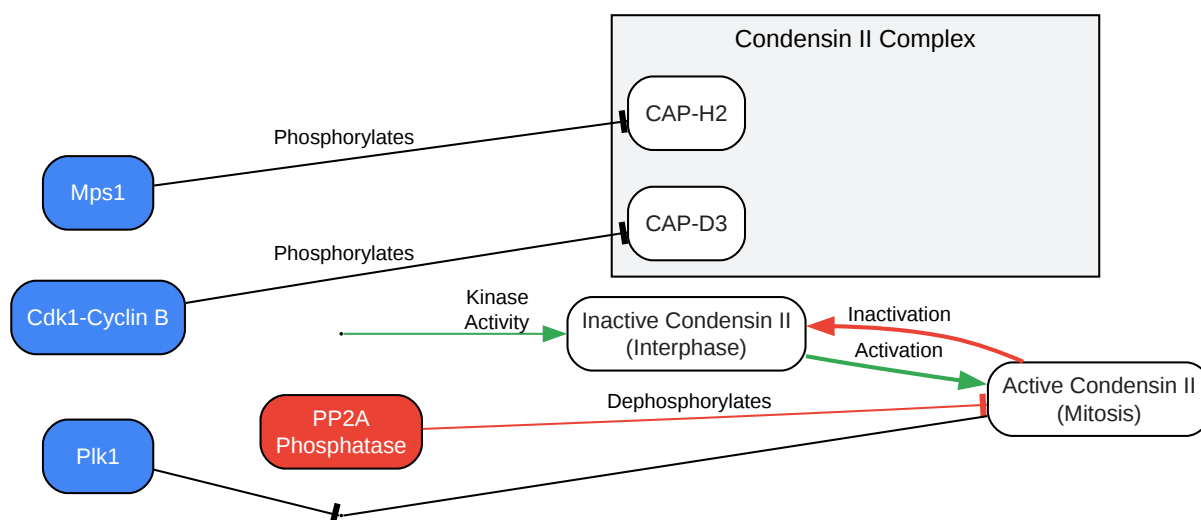 Condensin II Complex
CAP-H2
Phosphorylates
Mps1
CAP-D3
Phosphorylates
Cdk1-Cyclin B
Kinase
Activity
Inactive Condensin II
(Interphase)
Inactivation
Activation
Active Condensin II
(Mitosis)
Dephosphorylates
PP2A
Phosphatase
Plk1